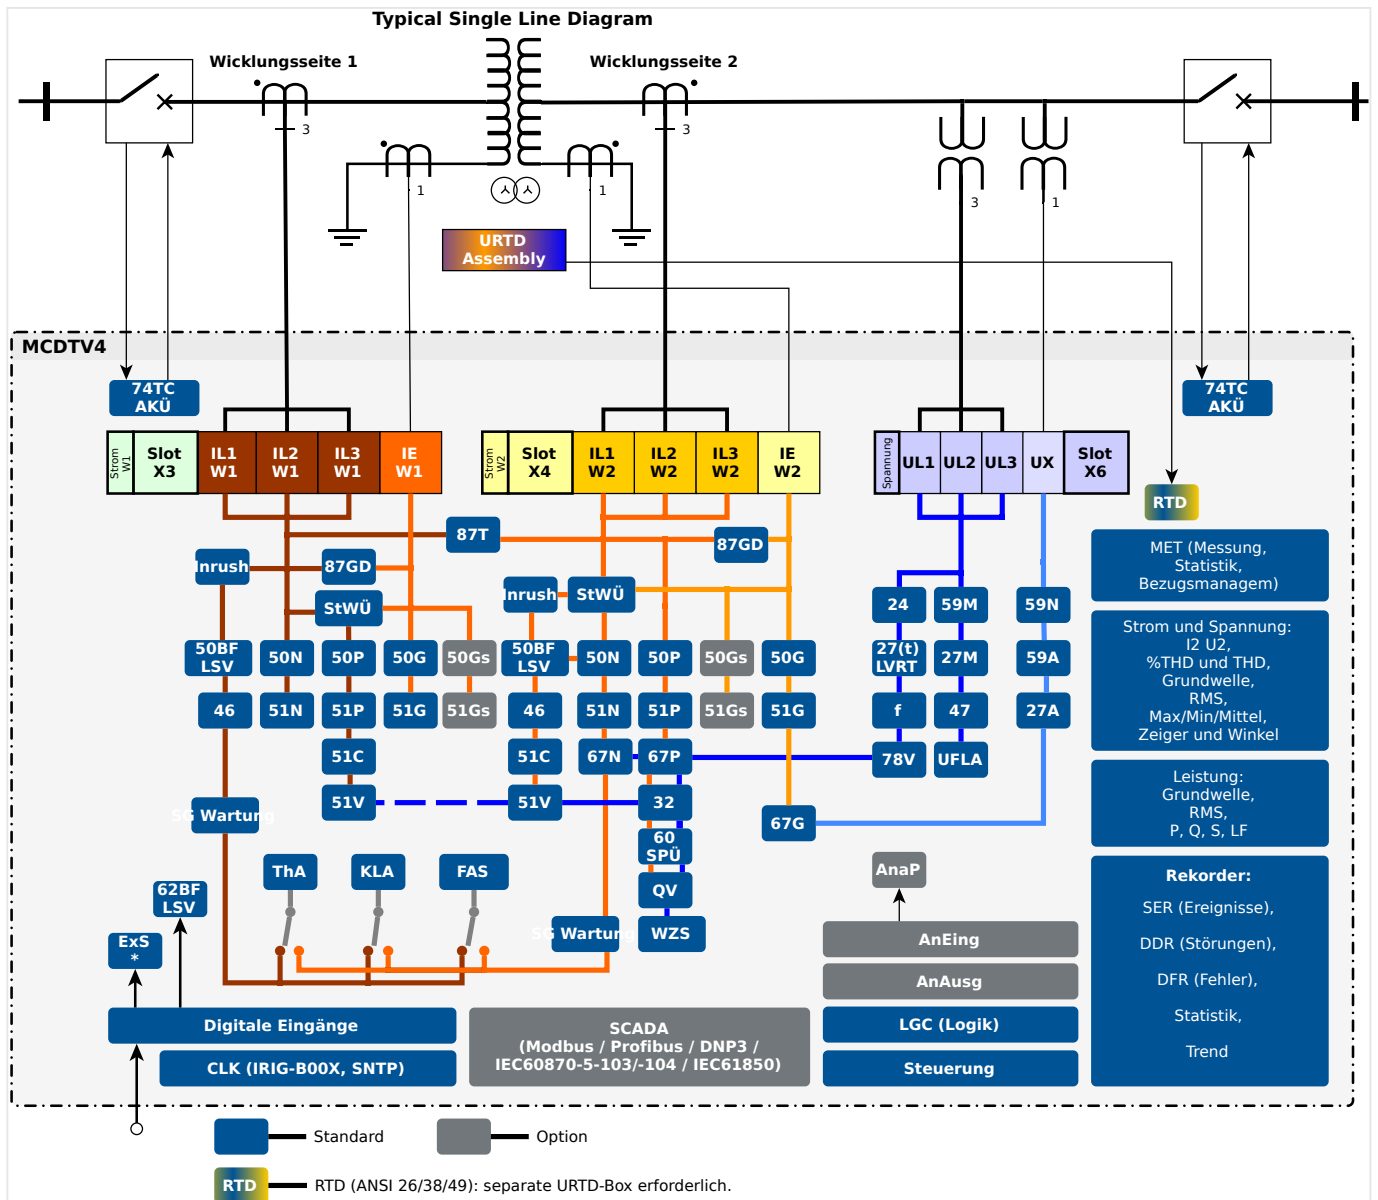 Typical Single Line Diagram
Wicklungsseite 1
Wicklungsseite 2
3
3
1
1
3
1
URTD
Assembly
MCDTV4
74TC
AKÜ
74TC
AKÜ
Strom
W1
Slot
X3
IL1
W1
IL2
W1
IL3
W1
IE
W1
Strom
W2
Slot
X4
IL1
W2
IL2
W2
IL3
W2
IE
W2
Spannung
UL1
UL2
UL3
UX
Slot
X6
RTD
87T
87GD
Inrush
87GD
StWÜ
Inrush
StWÜ
24
59M
59N
50BF
LSV
50N
50P
50G
50Gs
50BF
LSV
50N
50P
50Gs
50G
27(t)
LVRT
27M
59A
46
51N
51P
51G
51Gs
46
51N
51P
51Gs
51G
f
47
27A
51C
51C
67N
67P
78V
UFLA
51V
51V
32
67G
SG Wartung
60
SPÜ
ThA
KLA
FAS
QV
62BF
LSV
SG Wartung
WZS
ExS
*
AnaP
AnEing
AnAusg
Digitale Eingänge
CLK (IRIG-B00X, SNTP)
SCADA
(Modbus / Profibus / DNP3 /
IEC60870-5-103/-104 / IEC61850)
LGC (Logik)
Steuerung
MET (Messung,
Statistik,
Bezugsmanagem)
Strom und Spannung:
I2 U2,
%THD und THD,
Grundwelle,
RMS,
Max/Min/Mittel,
Zeiger und Winkel
Leistung:
Grundwelle,
RMS,
P, Q, S, LF
Rekorder:
SER (Ereignisse),
DDR (Störungen),
DFR (Fehler),
Statistik,
Trend
Standard
Option
RTD
RTD (ANSI 26/38/49): separate URTD-Box erforderlich.